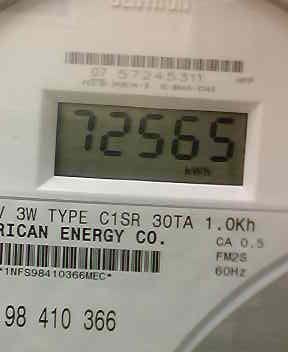 07 57245311
72565
kWh
V 3W TYPE C1SR 30TA 1.0Kh
RICAN ENERGY CO.
CA 0.5
FM2S
60Hz
*1NFS98410366MEC*
98 410 366